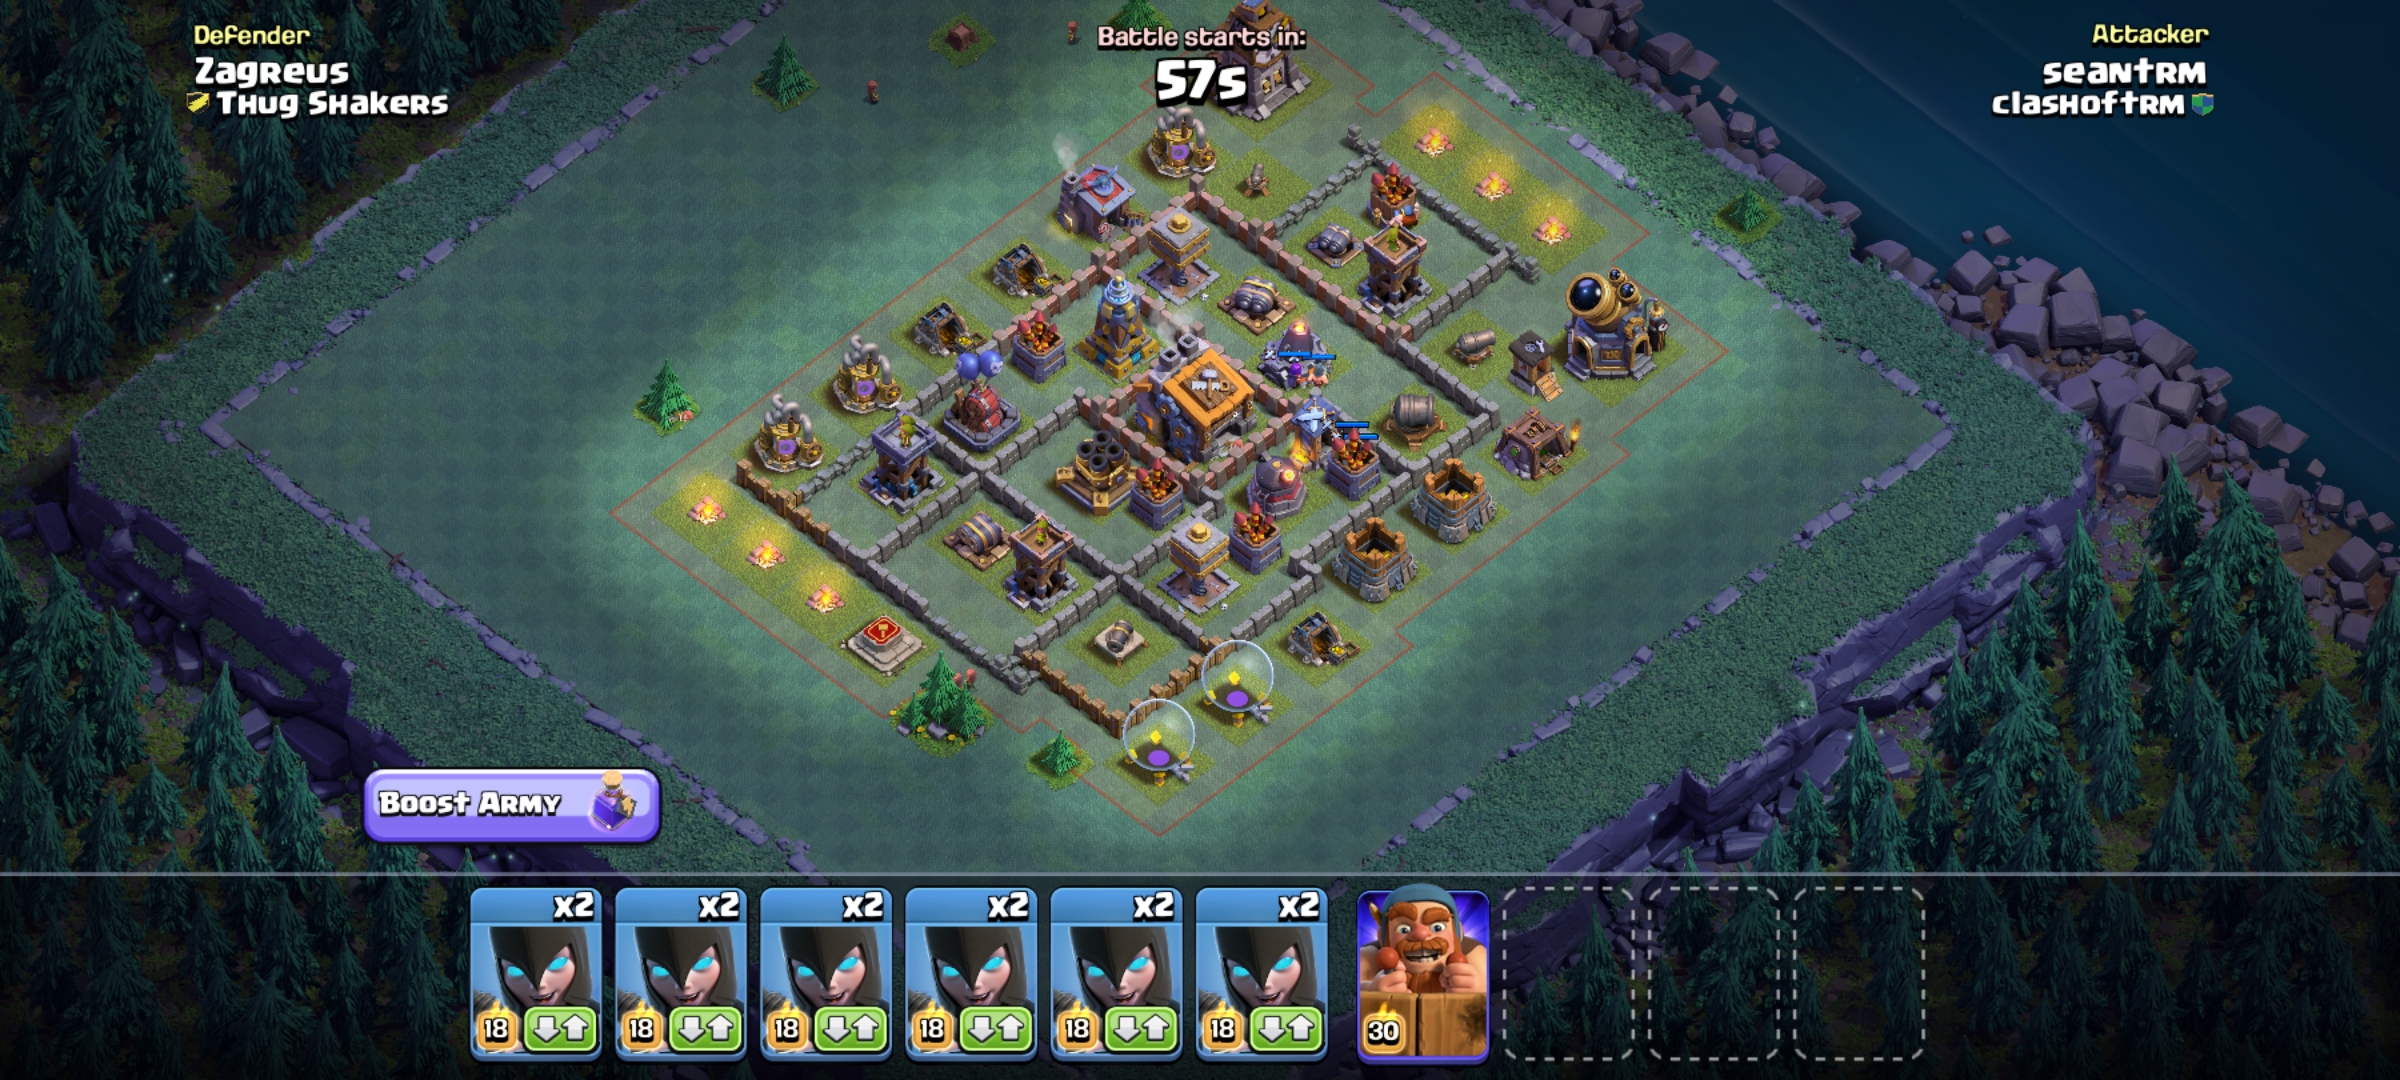 Defender
Zagreus
Thug Shakers
Battle starts in:
57s
Attacker
seantRM
clashoftRM
Boost Army
x2
x2
x2
x2
x2
x2
18
18
18
18
18
18
30